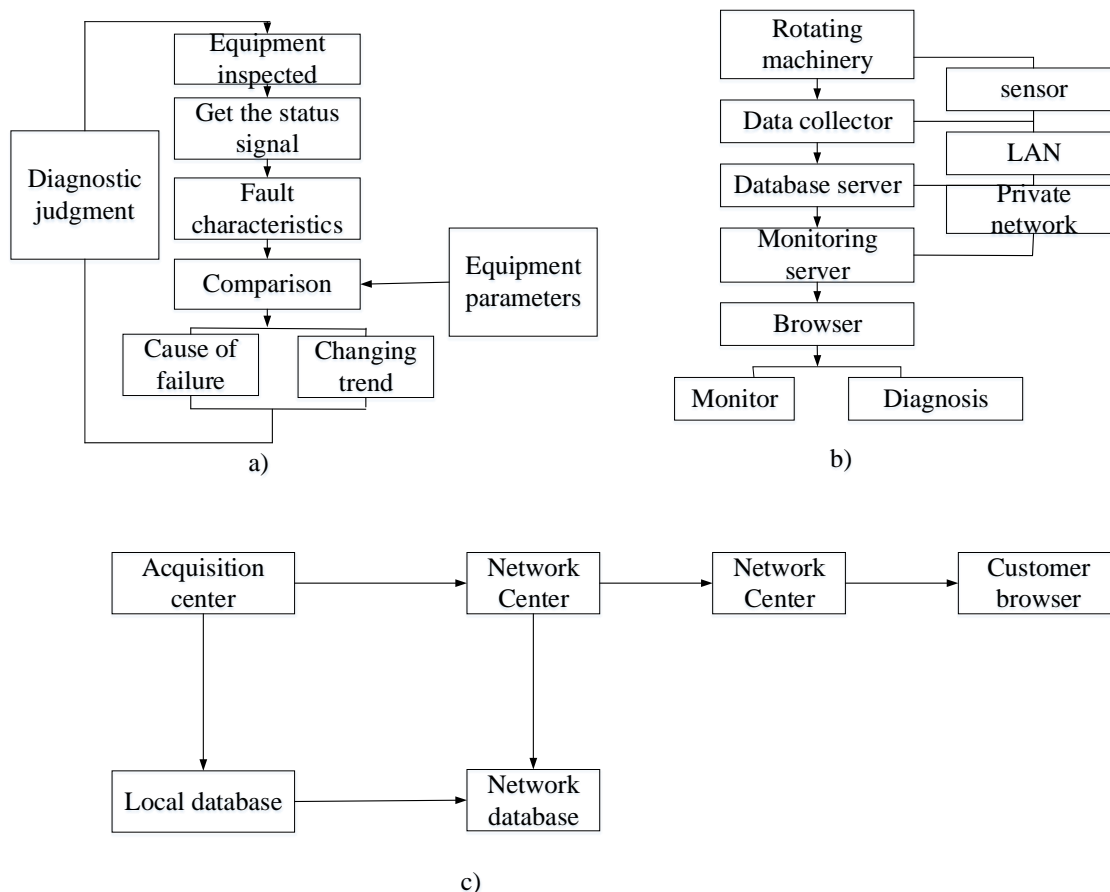 Equipment
inspected
Get the status
signal
Diagnostic
judgment
Fault
characteristics
Comparison
Equipment
parameters
Cause of
failure
Changing
trend
a)
Rotating
machinery
sensor
Data collector
LAN
Database server
Private
network
Monitoring
server
Browser
Monitor
Diagnosis
b)
Acquisition
center
Network
Center
Network
Center
Customer
browser
Local database
Network
database
c)